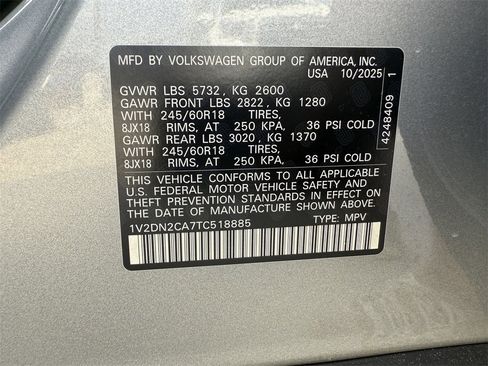 MFD BY VOLKSWAGEN GROUP OF AMERICA, INC.
USA 10/2025
GVWR LBS 5732, KG 2600
GAWR FRONT LBS 2822, KG 1280
WITH 245/60R18 TIRES,
8JX18 RIMS, AT 250 KPA, 36 PSI COLD
GAWR REAR LBS 3020, KG 1370
WITH 245/60R18 TIRES,
8JX18 RIMS, AT 250 KPA, 36 PSI COLD
THIS VEHICLE CONFORMS TO ALL APPLICABLE
U.S. FEDERAL MOTOR VEHICLE SAFETY AND
THEFT PREVENTION STANDARDS IN EFFECT ON
THE DATE OF MANUFACTURE SHOWN ABOVE.
1V2DN2CA7TC518885 TYPE: MPV
4248409 1